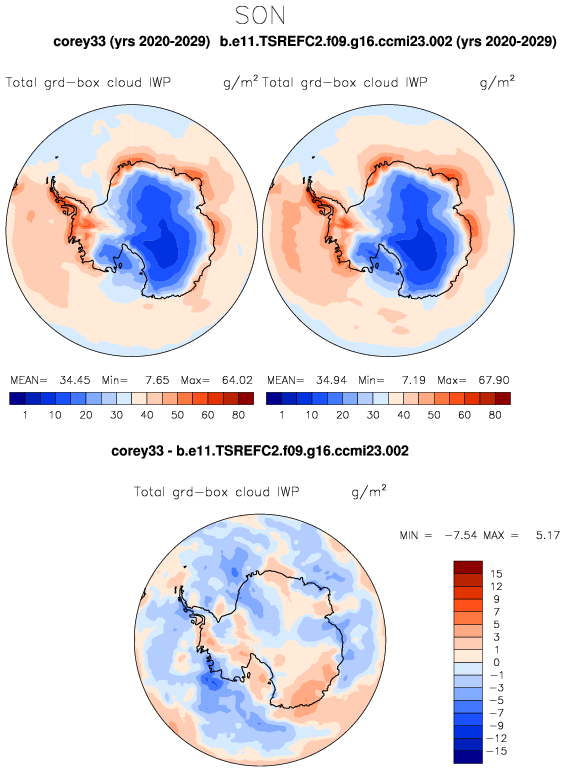 SON
corey33 (yrs 2020-2029) b.e11.TSREFC2.f09.g16.ccmi23.002 (yrs 2020-2029)
Total grd-box cloud IWP g/m² Total grd-box cloud IWP g/m²
MEAN= 34.45 Min= 7.65 Max= 64.02 MEAN= 34.94 Min= 7.19 Max= 67.90
1 10 20 30 40 50 60 80 1 10 20 30 40 50 60 80
corey33 - b.e11.TSREFC2.f09.g16.ccmi23.002
Total grd-box cloud IWP g/m²
MIN = -7.54 MAX = 5.17
15
12
9
7
5
3
1
0
-1
-3
-5
-7
-9
-12
-15